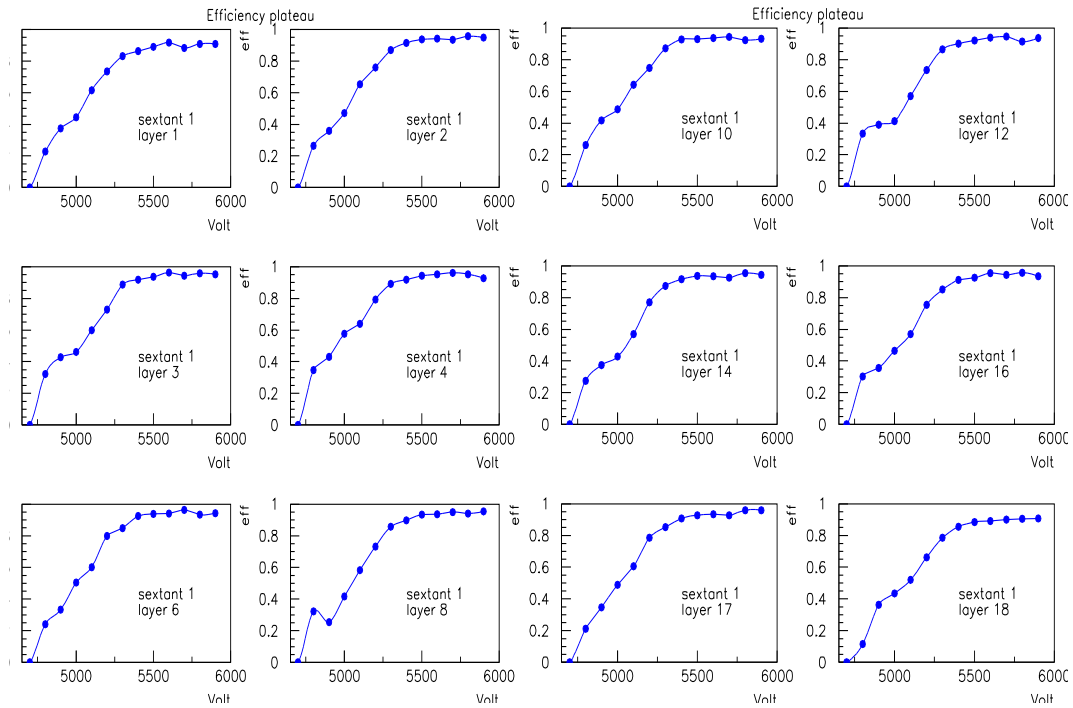 Efficiency plateau
Efficiency plateau
sextant 1
layer 1
5000
5500
6000
Volt
eff
1
0.8
0.6
0.4
0.2
0
sextant 1
layer 2
5000
5500
6000
Volt
eff
1
0.8
0.6
0.4
0.2
0
sextant 1
layer 10
5000
5500
6000
Volt
eff
1
0.8
0.6
0.4
0.2
0
sextant 1
layer 12
5000
5500
6000
Volt
sextant 1
layer 3
5000
5500
6000
Volt
eff
1
0.8
0.6
0.4
0.2
0
sextant 1
layer 4
5000
5500
6000
Volt
eff
1
0.8
0.6
0.4
0.2
0
sextant 1
layer 14
5000
5500
6000
Volt
eff
1
0.8
0.6
0.4
0.2
0
sextant 1
layer 16
5000
5500
6000
Volt
sextant 1
layer 6
5000
5500
6000
Volt
eff
1
0.8
0.6
0.4
0.2
0
sextant 1
layer 8
5000
5500
6000
Volt
eff
1
0.8
0.6
0.4
0.2
0
sextant 1
layer 17
5000
5500
6000
Volt
eff
1
0.8
0.6
0.4
0.2
0
sextant 1
layer 18
5000
5500
6000
Volt